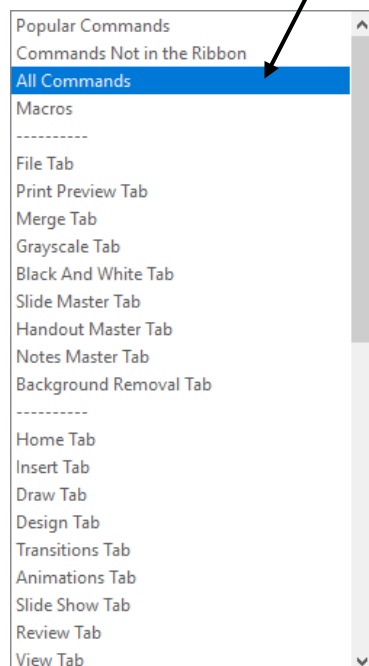 Popular Commands
Commands Not in the Ribbon
All Commands
Macros
----------
File Tab
Print Preview Tab
Merge Tab
Grayscale Tab
Black And White Tab
Slide Master Tab
Handout Master Tab
Notes Master Tab
Background Removal Tab
----------
Home Tab
Insert Tab
Draw Tab
Design Tab
Transitions Tab
Animations Tab
Slide Show Tab
Review Tab
View Tab